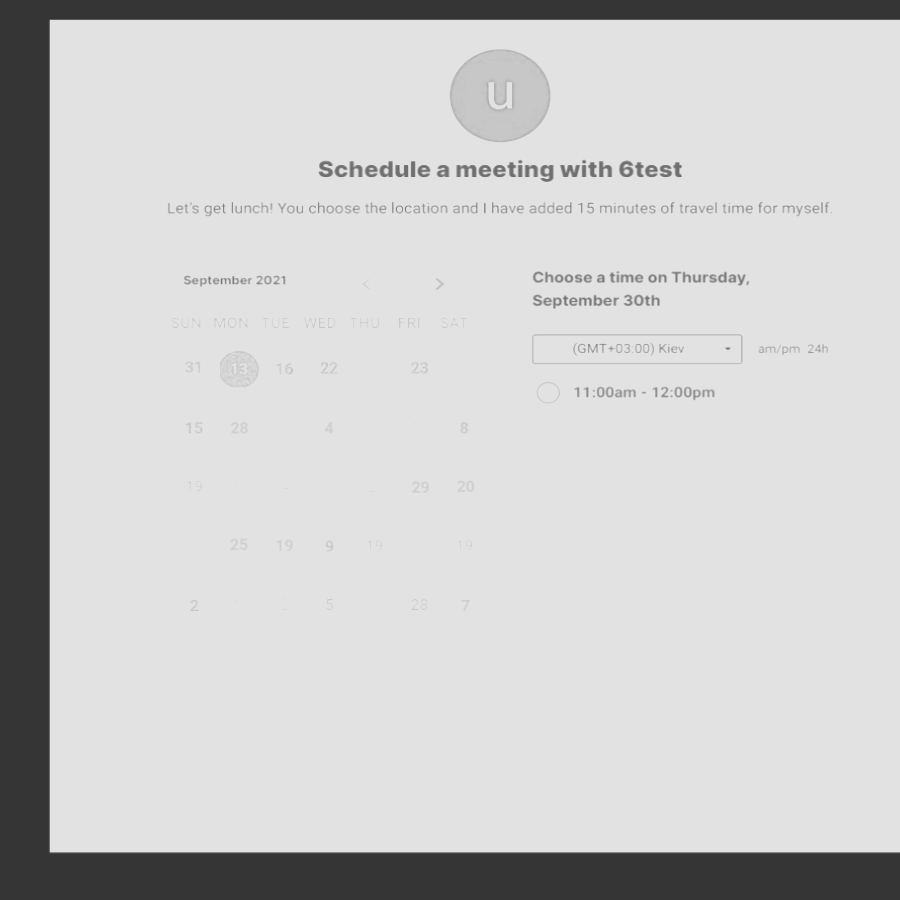 u
Schedule a meeting with 6test
Let's get lunch! You choose the location and I have added 15 minutes of travel time for myself.
September 2021 < >
SUN MON TUE WED THU FRI SAT
31 13 16 22 23
15 28 4 8
19 29 20
25 19 9 19 19
2 5 28 7
Choose a time on Thursday,
September 30th
(GMT+03:00) Kiev am/pm 24h
11:00am - 12:00pm